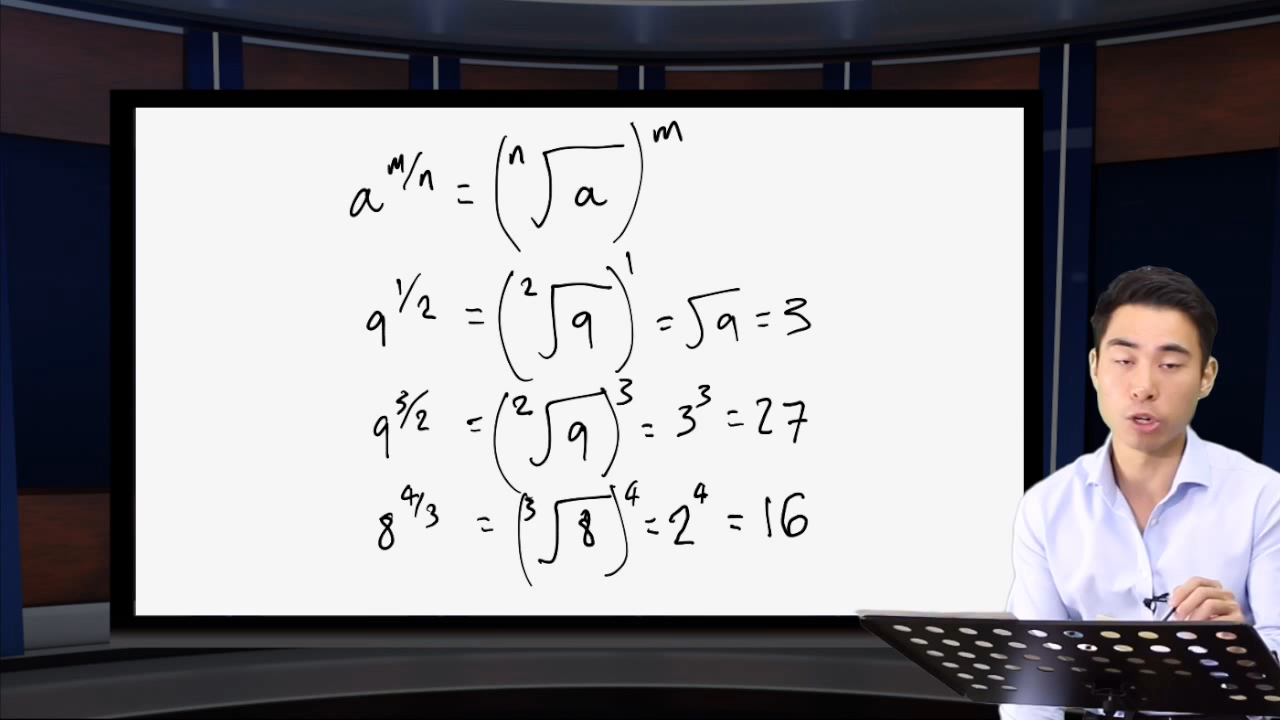 a^{m/n} = (ⁿ√a)^m
9^{1/2} = (²√9)^1 = √9 = 3
9^{3/2} = (²√9)^3 = 3^3 = 27
8^{4/3} = (³√8)^4 = 2^4 = 16